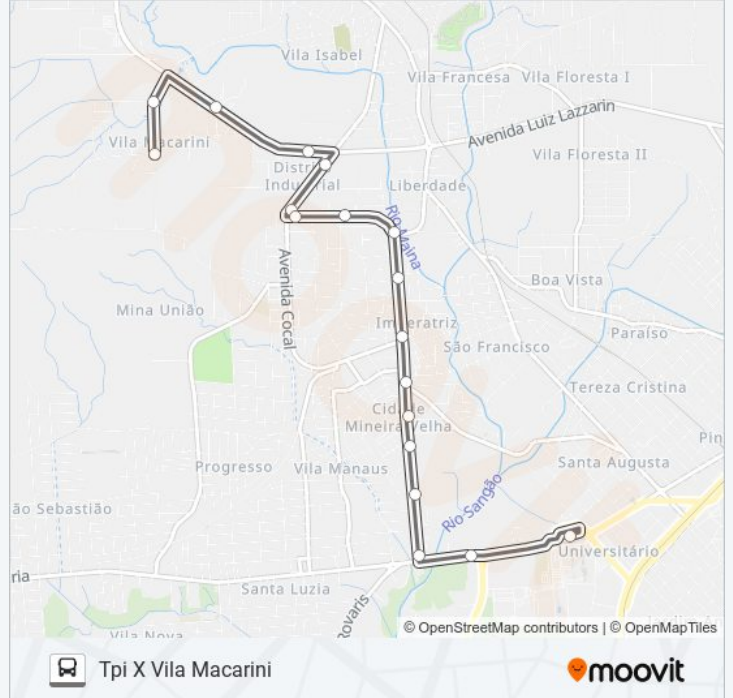 Vila Isabel
Vila Francesa
Vila Floresta I
Avenida Luiz Lazzarin
Vila Macarini
Vila Floresta II
Distrito
Industrial
Liberdade
Rio Maina
Avenida Cocal
Boa Vista
Mina União
Imperatriz
Paraíso
São Francisco
Tereza Cristina
Cidade
Mineira Velha
Pin
Progresso
Vila Manaus
Santa Augusta
ão Sebastião
Rio Sangão
Universitário
ria
Santa Luzia
Rovaris
Vila Nova
© OpenStreetMap contributors | © OpenMapTiles
Tpi X Vila Macarini
moovit